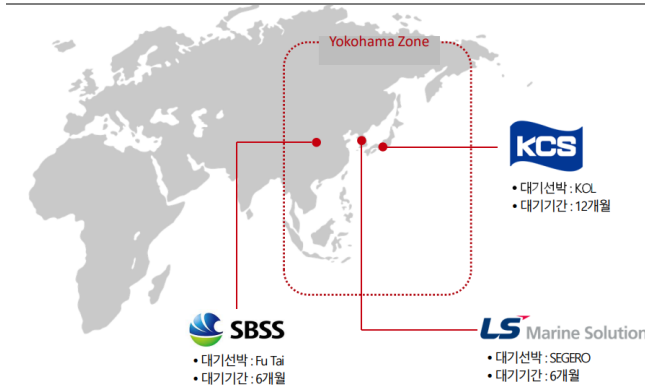 Yokohama Zone
KCS
• 대기선박 : KOL
• 대기기간 : 12개월
SBSS
• 대기선박 : Fu Tai
• 대기기간 : 6개월
LS Marine Solution
• 대기선박 : SEGERO
• 대기기간 : 6개월